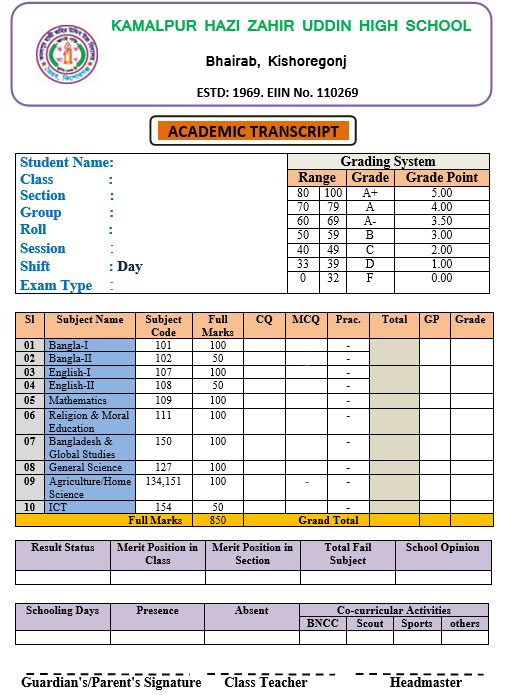 KAMALPUR HAZI ZAHIR UDDIN HIGH SCHOOL
Bhairab, Kishoregonj
ESTD: 1969. EIIN No. 110269
ACADEMIC TRANSCRIPT
Student Name:
Class :
Section :
Group :
Roll :
Session :
Shift : Day
Exam Type :
Grading System
Range Grade Grade Point
80 100 A+ 5.00
70 79 A 4.00
60 69 A- 3.50
50 59 B 3.00
40 49 C 2.00
33 39 D 1.00
0 32 F 0.00
Sl Subject Name Subject Code Full Marks CQ MCQ Prac. Total GP Grade
01 Bangla-I 101 100 -
02 Bangla-II 102 50 -
03 English-I 107 100 -
04 English-II 108 50 -
05 Mathematics 109 100 -
06 Religion & Moral Education 111 100 -
07 Bangladesh & Global Studies 150 100 -
08 General Science 127 100 -
09 Agriculture/Home Science 134,151 100 - -
10 ICT 154 50 -
Full Marks 850 Grand Total
Result Status Merit Position in Class Merit Position in Section Total Fail Subject School Opinion
Schooling Days Presence Absent Co-curricular Activities
BNCC Scout Sports others
Guardian's/Parent's Signature Class Teacher Headmaster